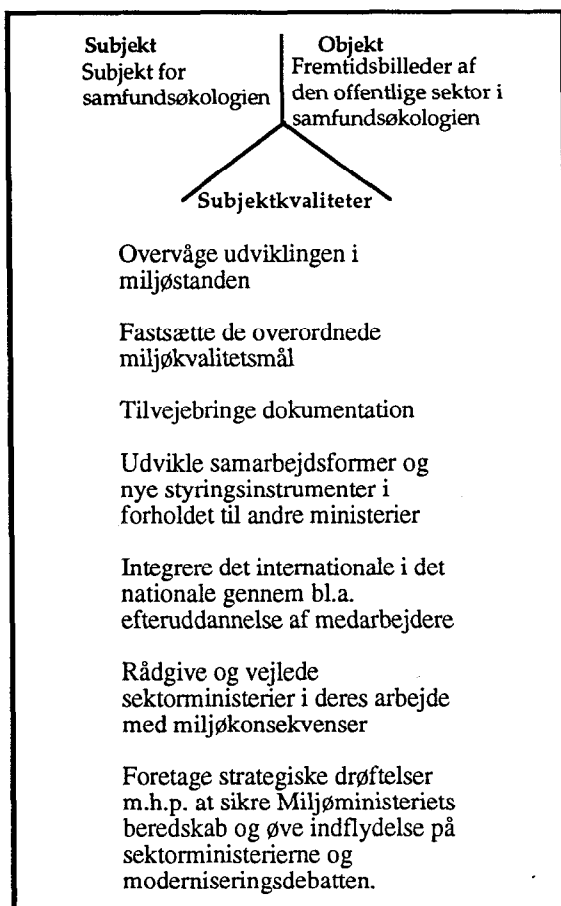 Subjekt
Subjekt for
samfundsøkologien
Objekt
Fremtidsbilleder af
den offentlige sektor i
samfundsøkologien
Subjektkvaliteter
Overvåge udviklingen i
miljøstanden
Fastsætte de overordnede
miljøkvalitetsmål
Tilvejebringe dokumentation
Udvikle samarbejdsformer og
nye styringsinstrumenter i
forholdet til andre ministerier
Integrere det internationale i det
nationale gennem bl.a.
efteruddannelse af medarbejdere
Rådgive og vejlede
sektorministerier i deres arbejde
med miljøkonsekvenser
Foretage strategiske drøftelser
m.h.p. at sikre Miljøministeriets
beredskab og øve indflydelse på
sektorministerierne og
moderniseringsdebatten.